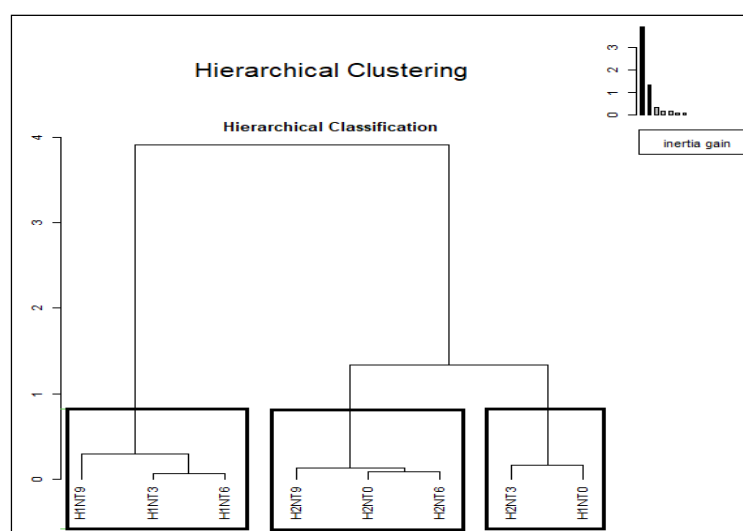 Hierarchical Clustering
3
2
1
0
inertia gain
Hierarchical Classification
4
3
2
1
0
H1NT9
H1NT3
H1NT6
H2NT9
H2NT0
H2NT6
H2NT3
H1NT0